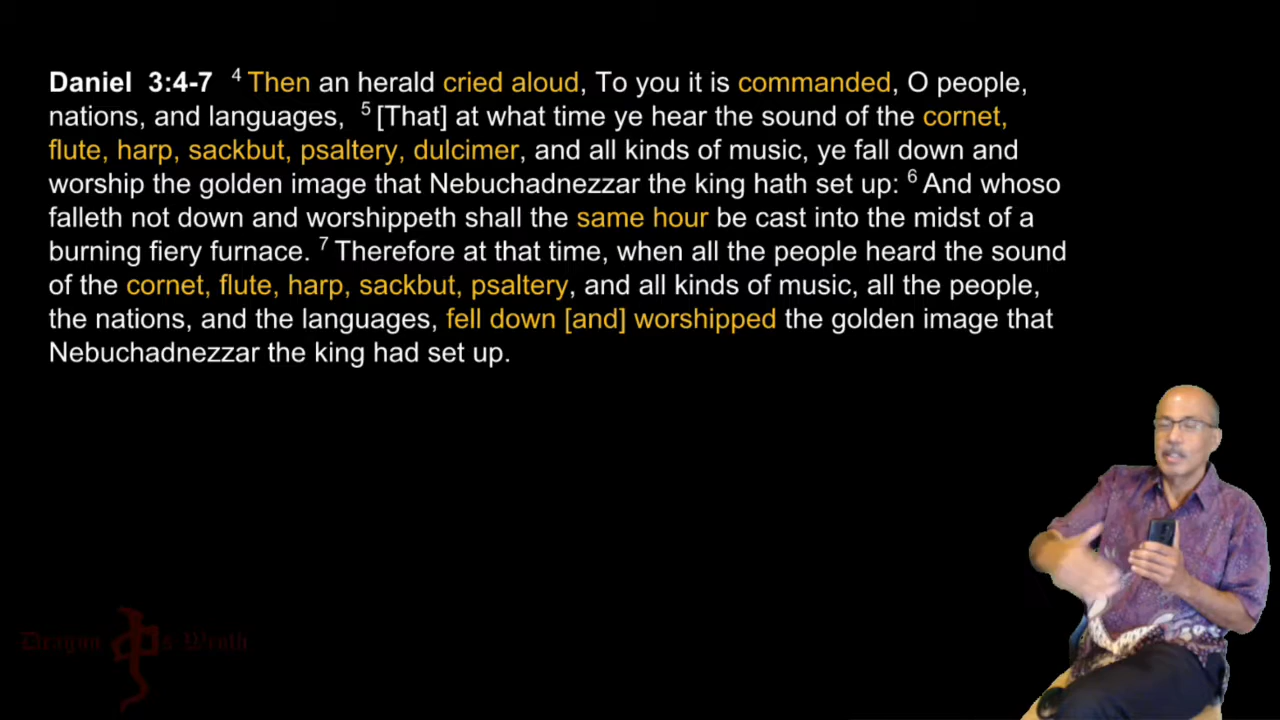 Daniel 3:4-7 4 Then an herald cried aloud, To you it is commanded, O people,
nations, and languages, 5 [That] at what time ye hear the sound of the cornet,
flute, harp, sackbut, psaltery, dulcimer, and all kinds of music, ye fall down and
worship the golden image that Nebuchadnezzar the king hath set up: 6 And whoso
falleth not down and worshippeth shall the same hour be cast into the midst of a
burning fiery furnace. 7 Therefore at that time, when all the people heard the sound
of the cornet, flute, harp, sackbut, psaltery, and all kinds of music, all the people,
the nations, and the languages, fell down [and] worshipped the golden image that
Nebuchadnezzar the king had set up.
Dragon s Wrath